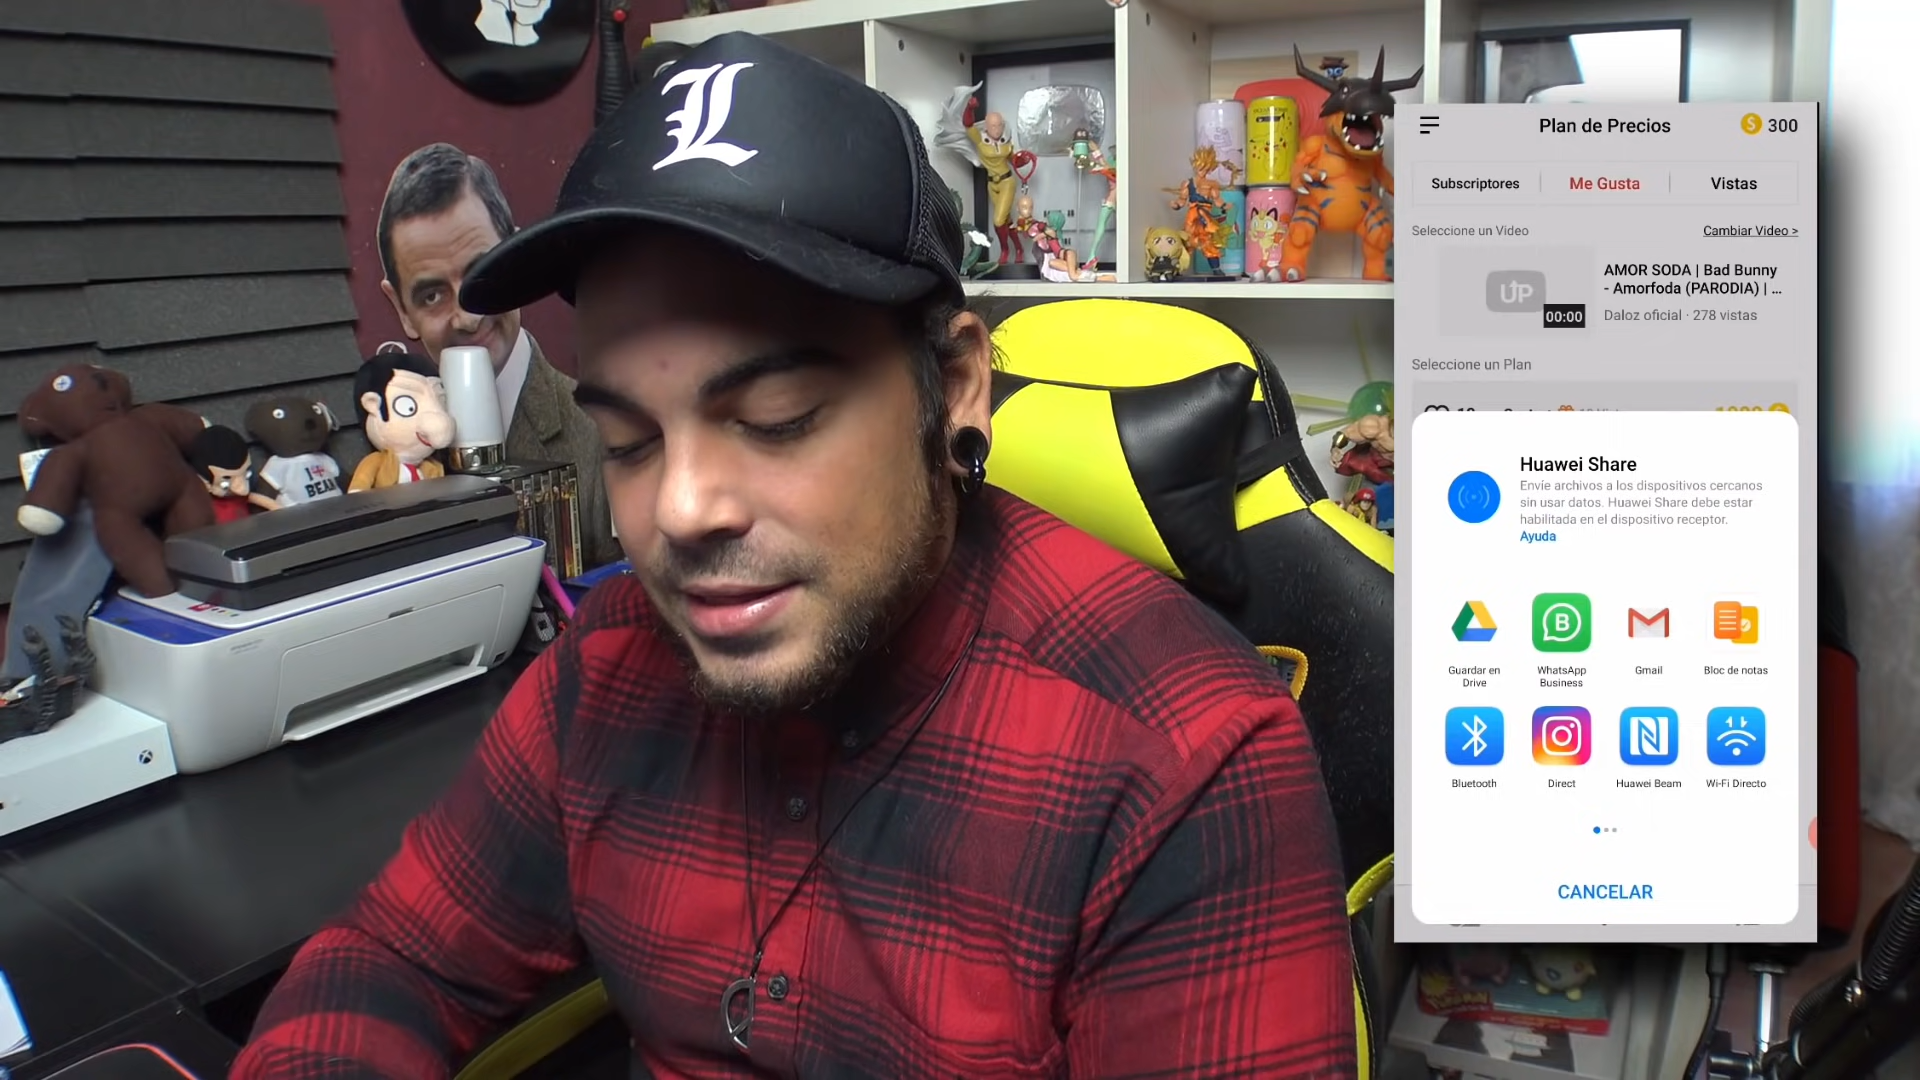 L
I
BEAN
Plan de Precios
300
Subscriptores
Me Gusta
Vistas
Seleccione un Video
Cambiar Video >
UP
00:00
AMOR SODA | Bad Bunny
- Amorfoda (PARODIA) | ...
Daloz oficial · 278 vistas
Seleccione un Plan
Huawei Share
Envíe archivos a los dispositivos cercanos
sin usar datos. Huawei Share debe estar
habilitada en el dispositivo receptor.
Ayuda
Guardar en
Drive
WhatsApp
Business
Gmail
Bloc de notas
Bluetooth
Direct
Huawei Beam
Wi-Fi Directo
CANCELAR